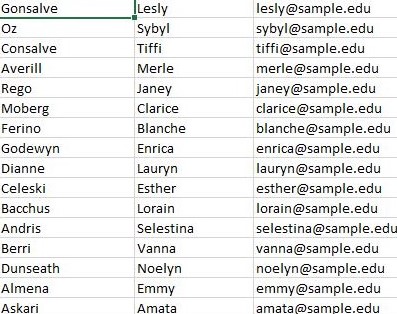 Gonsalve Lesly lesly@sample.edu
Oz Sybyl sybyl@sample.edu
Consalve Tiffi tiffi@sample.edu
Averill Merle merle@sample.edu
Rego Janey janey@sample.edu
Moberg Clarice clarice@sample.edu
Ferino Blanche blanche@sample.edu
Godewyn Enrica enrica@sample.edu
Dianne Lauryn lauryn@sample.edu
Celeski Esther esther@sample.edu
Bacchus Lorain lorain@sample.edu
Andris Selestina selestina@sample.edu
Berri Vanna vanna@sample.edu
Dunseath Noelyn noelyn@sample.edu
Almena Emmy emmy@sample.edu
Askari Amata amata@sample.edu